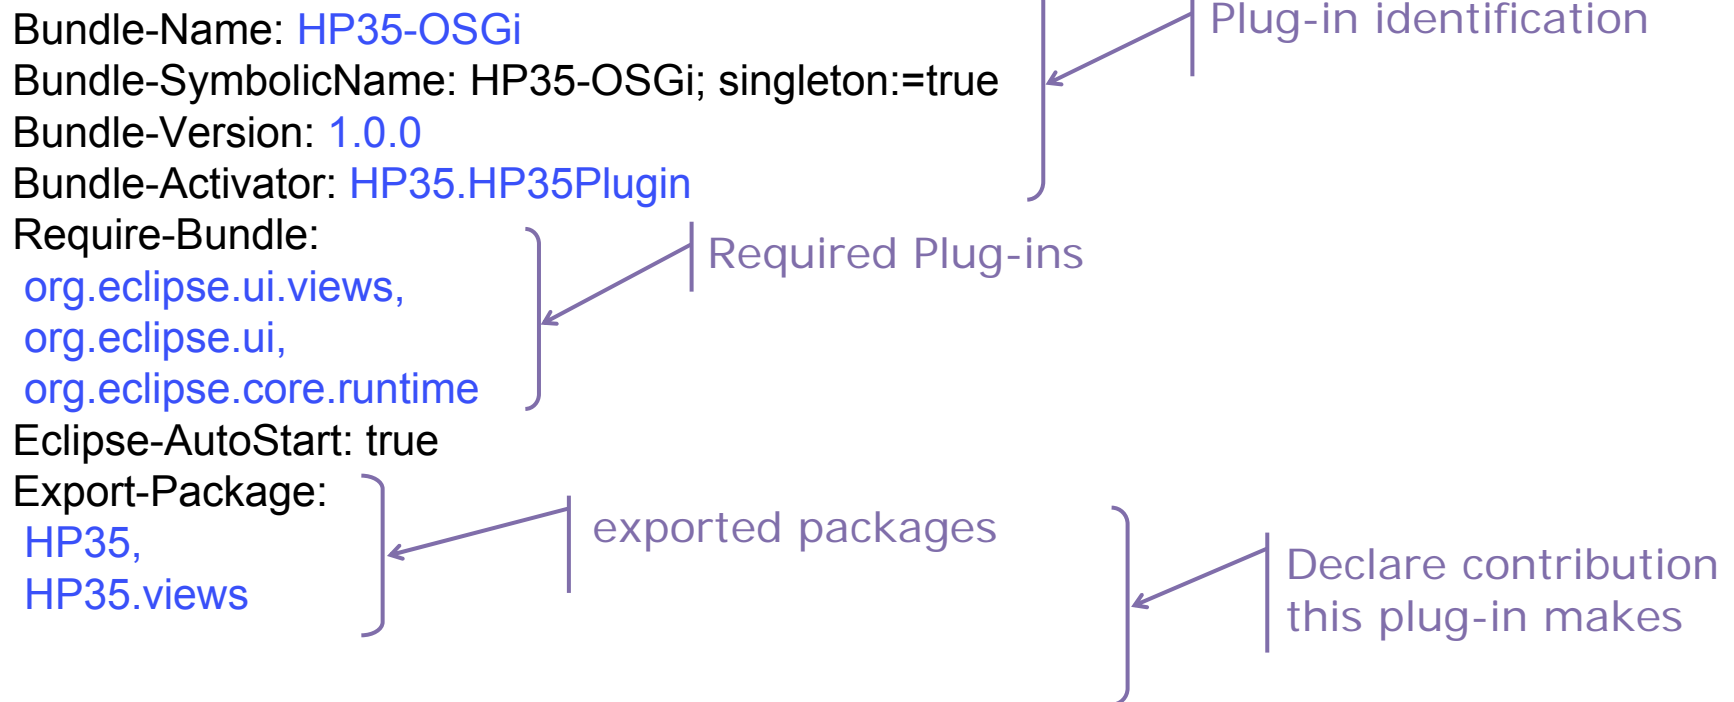 Bundle-Name: HP35-OSGi
Plug-in identification
Bundle-SymbolicName: HP35-OSGi; singleton:=true
Bundle-Version: 1.0.0
Bundle-Activator: HP35.HP35Plugin
Require-Bundle:
Required Plug-ins
org.eclipse.ui.views,
org.eclipse.ui,
org.eclipse.core.runtime
Eclipse-AutoStart: true
Export-Package:
exported packages
HP35,
HP35.views
Declare contribution
this plug-in makes